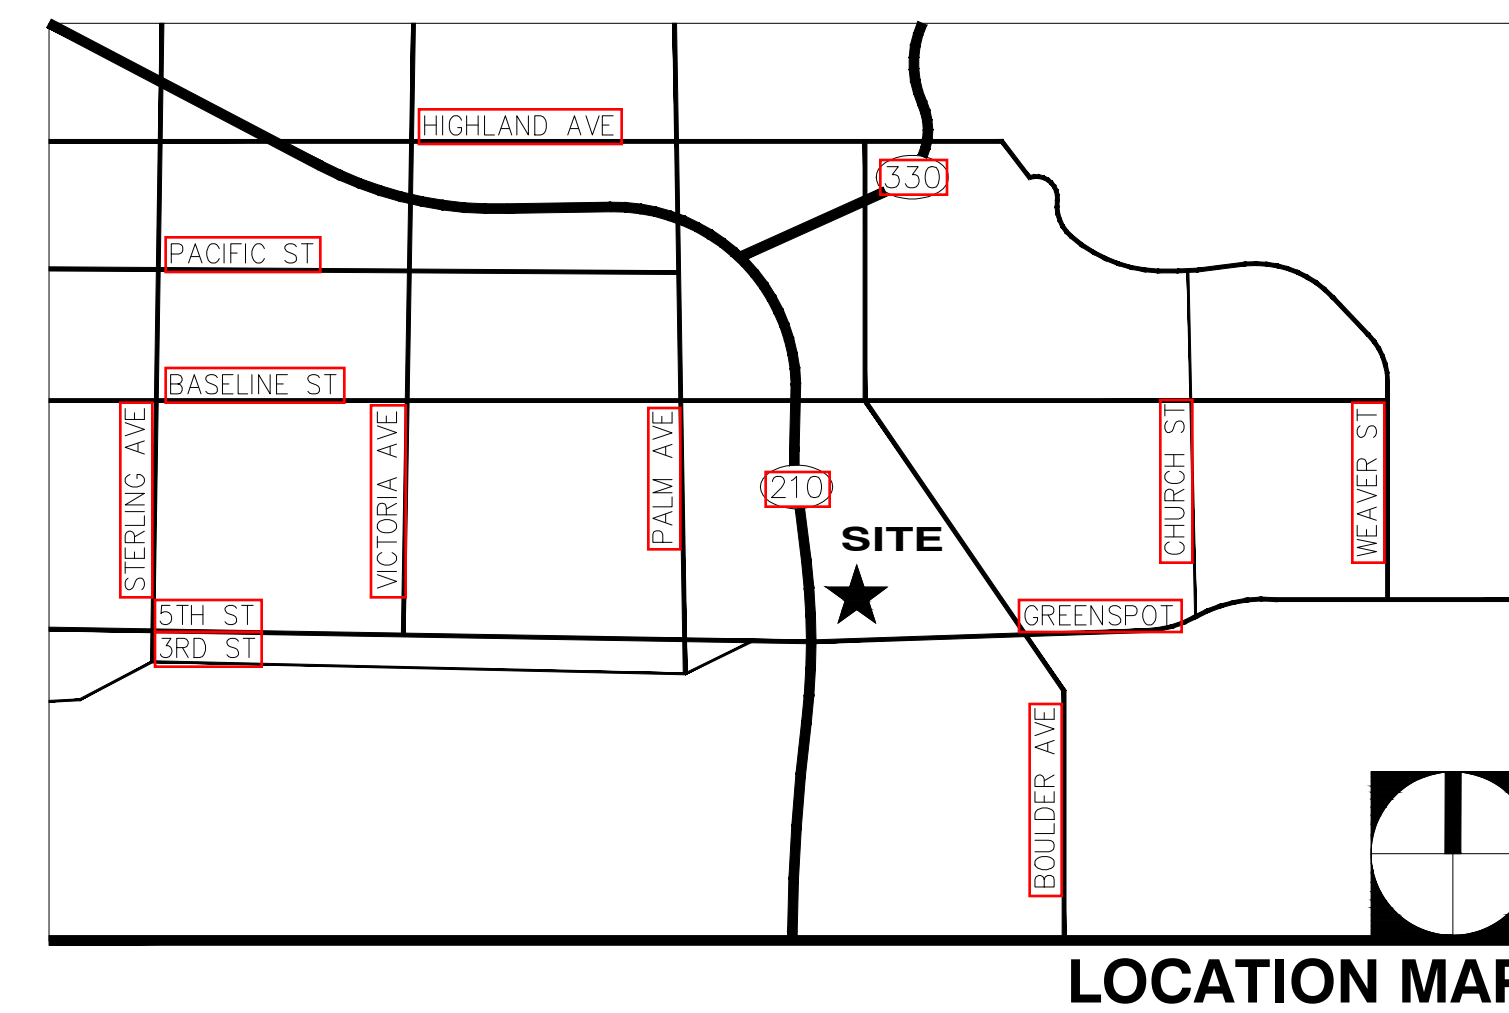 HIGHLAND AVE
330
PACIFIC ST
BASELINE ST
STERLING AVE
VICTORIA AVE
PALM AVE
CHURCH ST
WEAVER ST
210
SITE
5TH ST
GREENSPOT
3RD ST
BOULDER AVE
LOCATION MAP